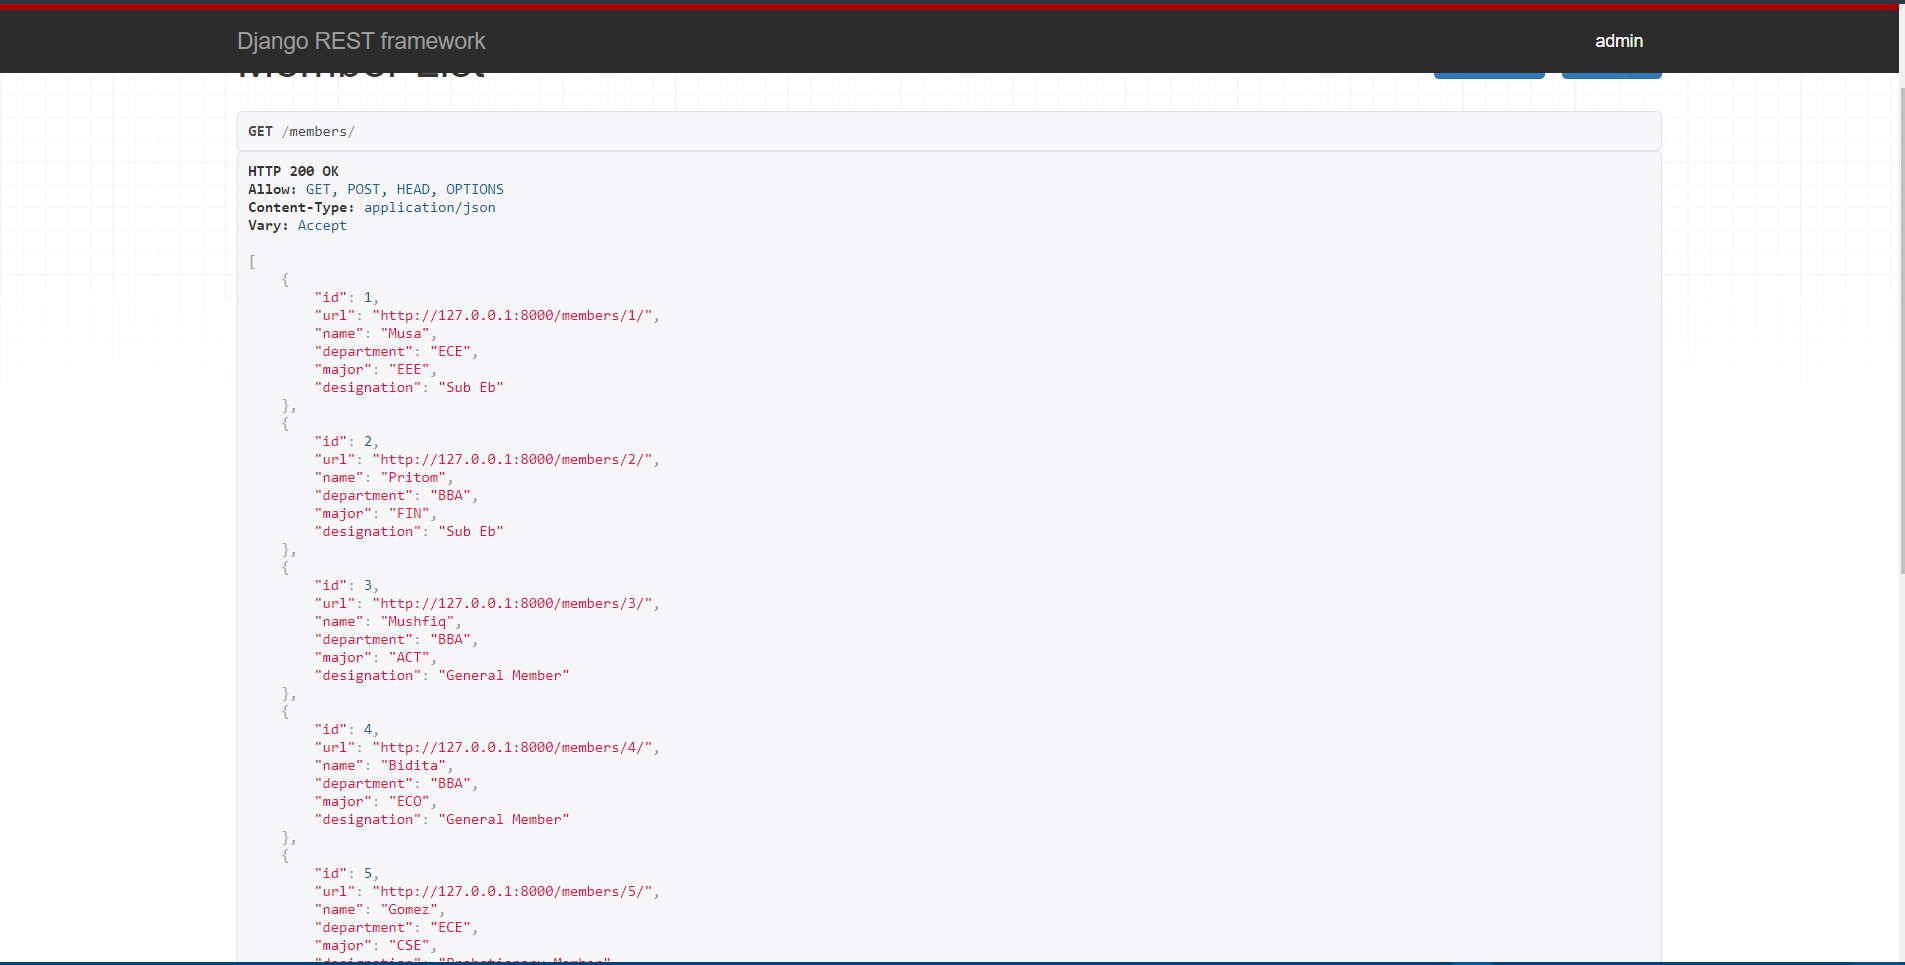 Django REST framework
admin
Member List
GET /members/
HTTP 200 OK
Allow: GET, POST, HEAD, OPTIONS
Content-Type: application/json
Vary: Accept
[
{
"id": 1,
"url": "http://127.0.0.1:8000/members/1/",
"name": "Musa",
"department": "ECE",
"major": "EEE",
"designation": "Sub Eb"
},
{
"id": 2,
"url": "http://127.0.0.1:8000/members/2/",
"name": "Pritom",
"department": "BBA",
"major": "FIN",
"designation": "Sub Eb"
},
{
"id": 3,
"url": "http://127.0.0.1:8000/members/3/",
"name": "Mushfiq",
"department": "BBA",
"major": "ACT",
"designation": "General Member"
},
{
"id": 4,
"url": "http://127.0.0.1:8000/members/4/",
"name": "Bidita",
"department": "BBA",
"major": "ECO",
"designation": "General Member"
},
{
"id": 5,
"url": "http://127.0.0.1:8000/members/5/",
"name": "Gomez",
"department": "ECE",
"major": "CSE",
"designation": "Probationary Member"